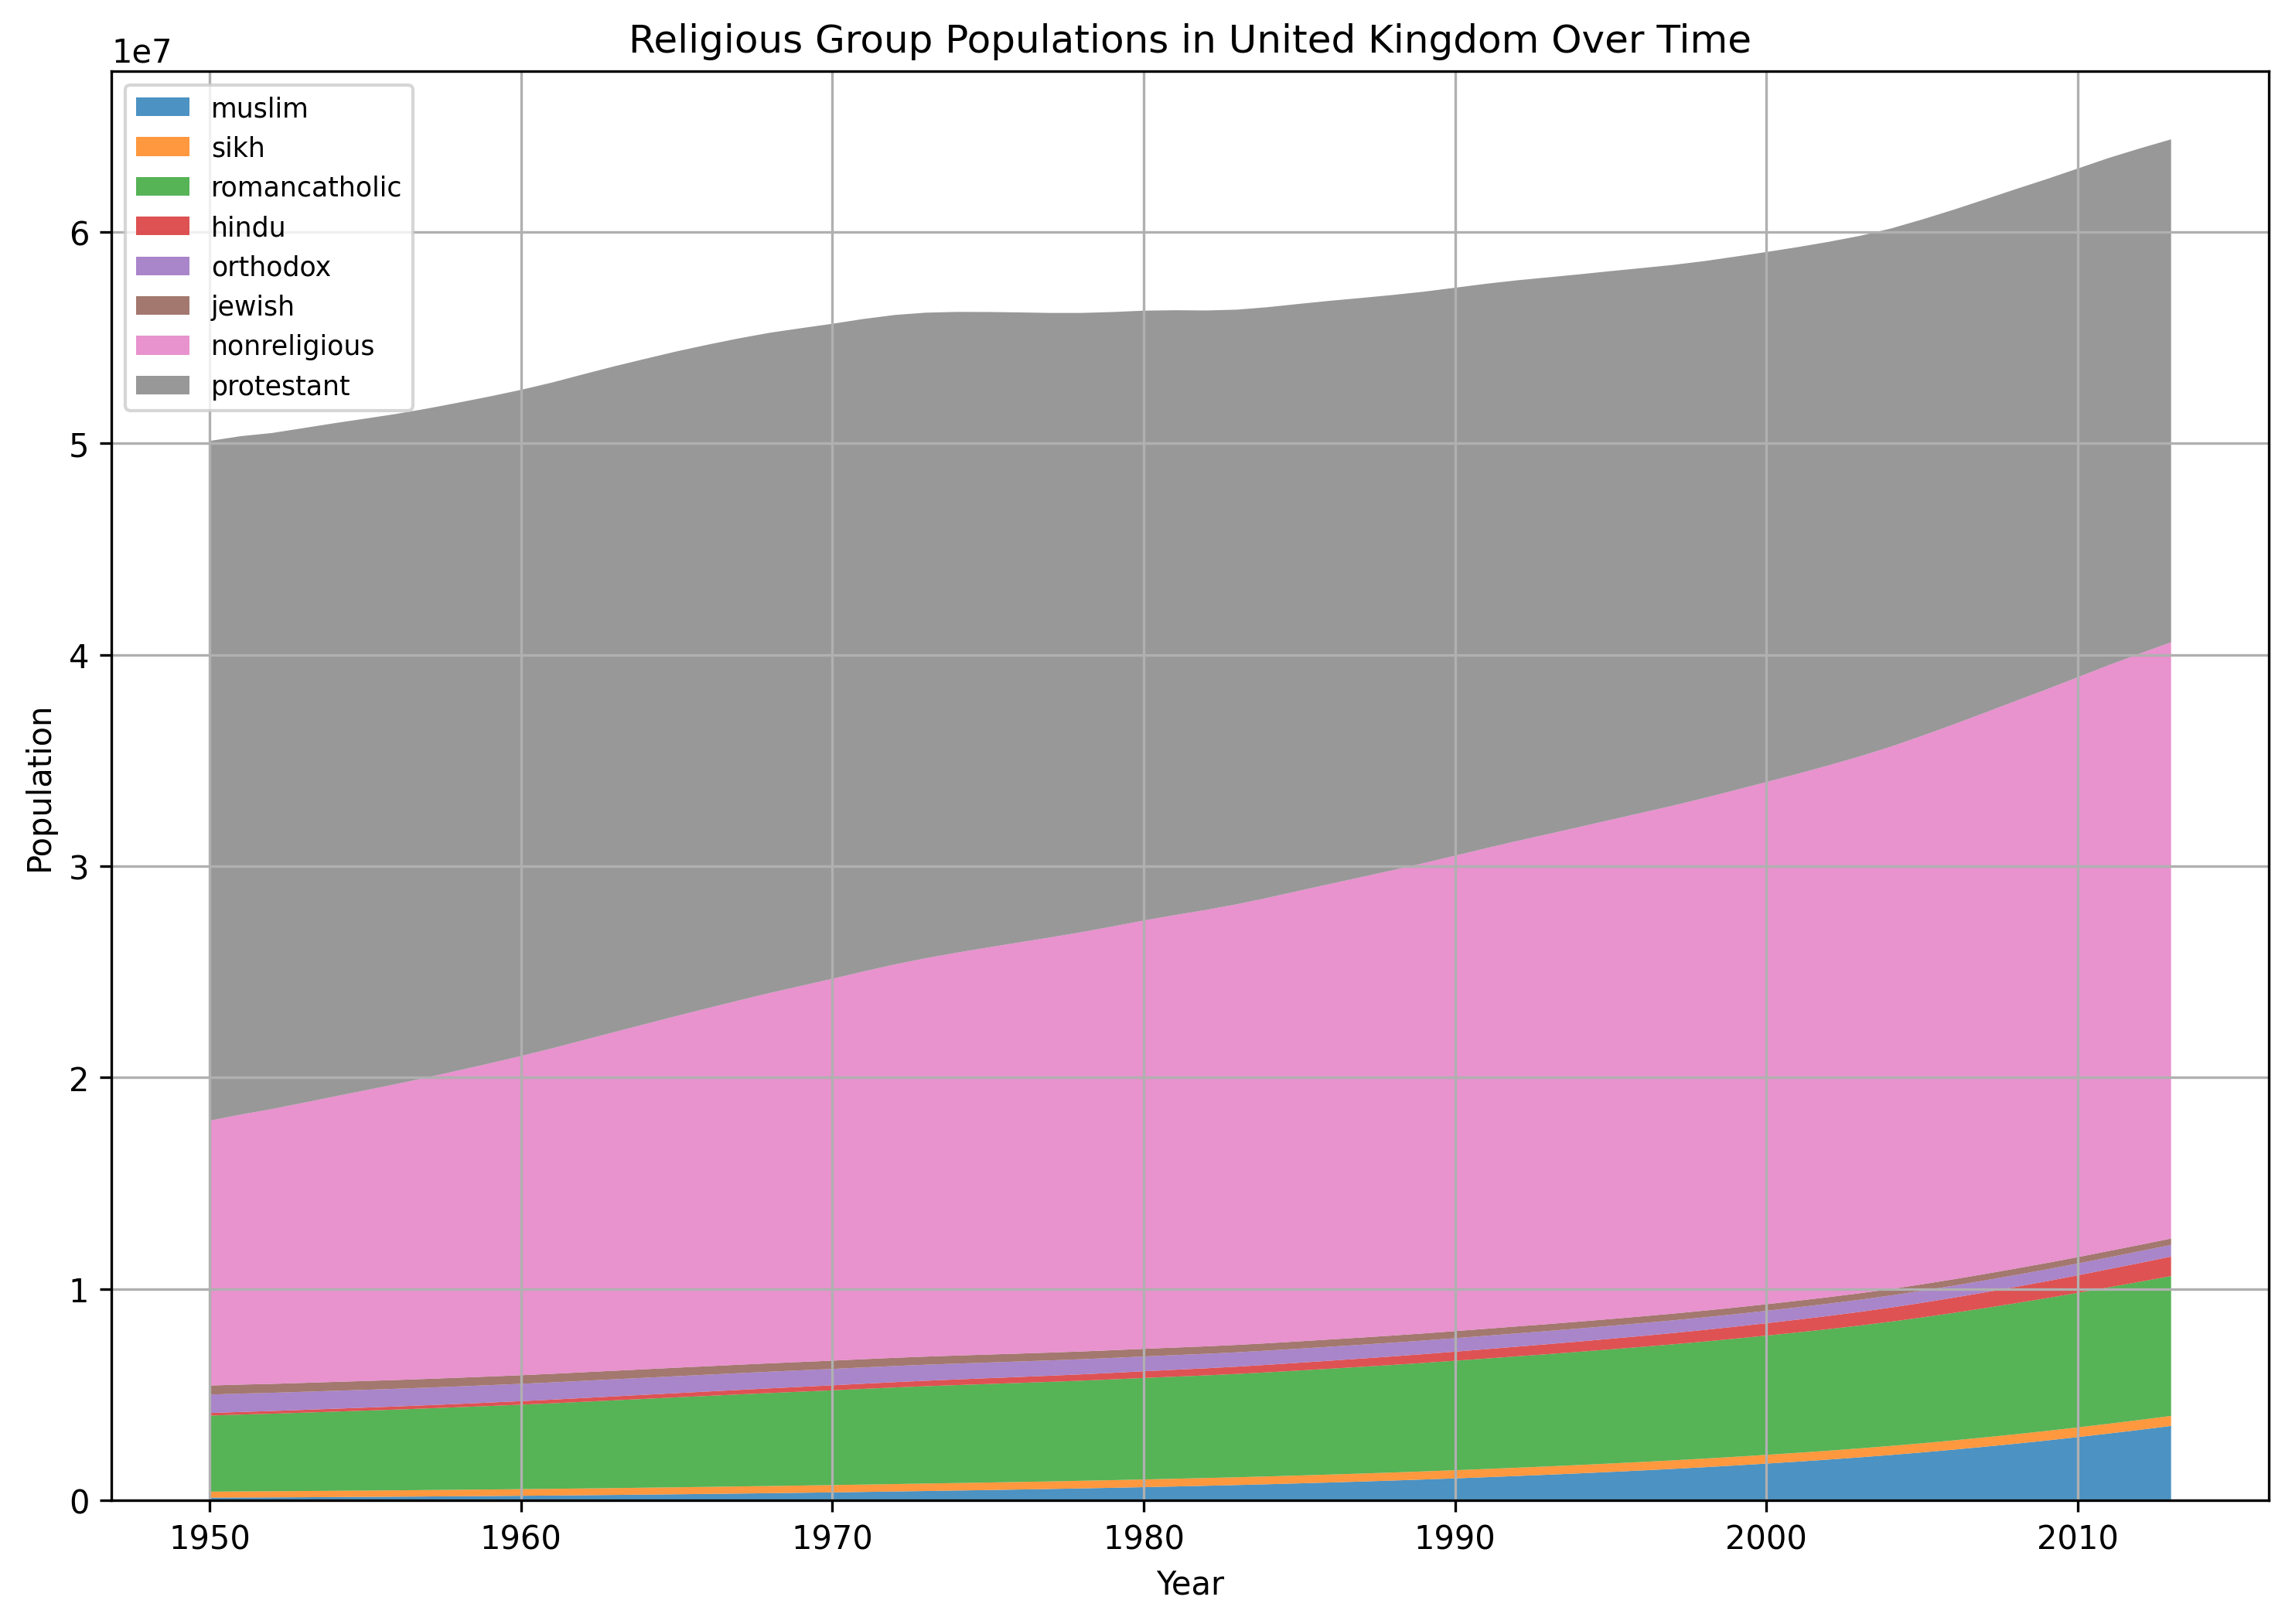 Religious Group Populations in United Kingdom Over Time
1e7
muslim
sikh
romancatholic
hindu
orthodox
jewish
nonreligious
protestant
6
5
4
3
2
1
0
Population
1950 1960 1970 1980 1990 2000 2010
Year